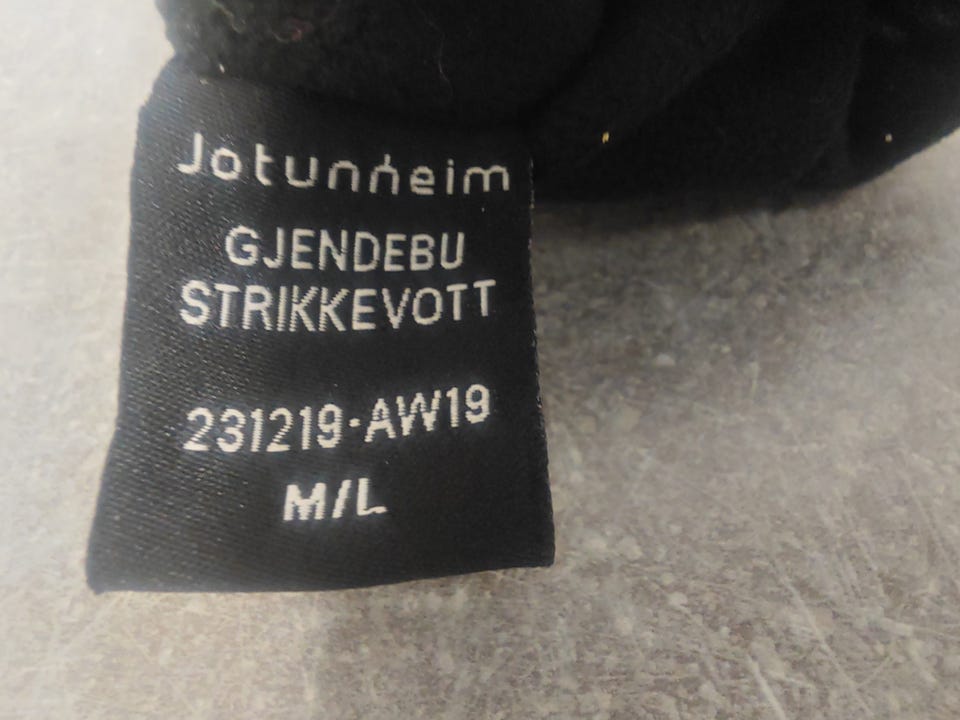 Jotunheim
GJENDEBU
STRIKKEVOTT
231219-AW19
M/L